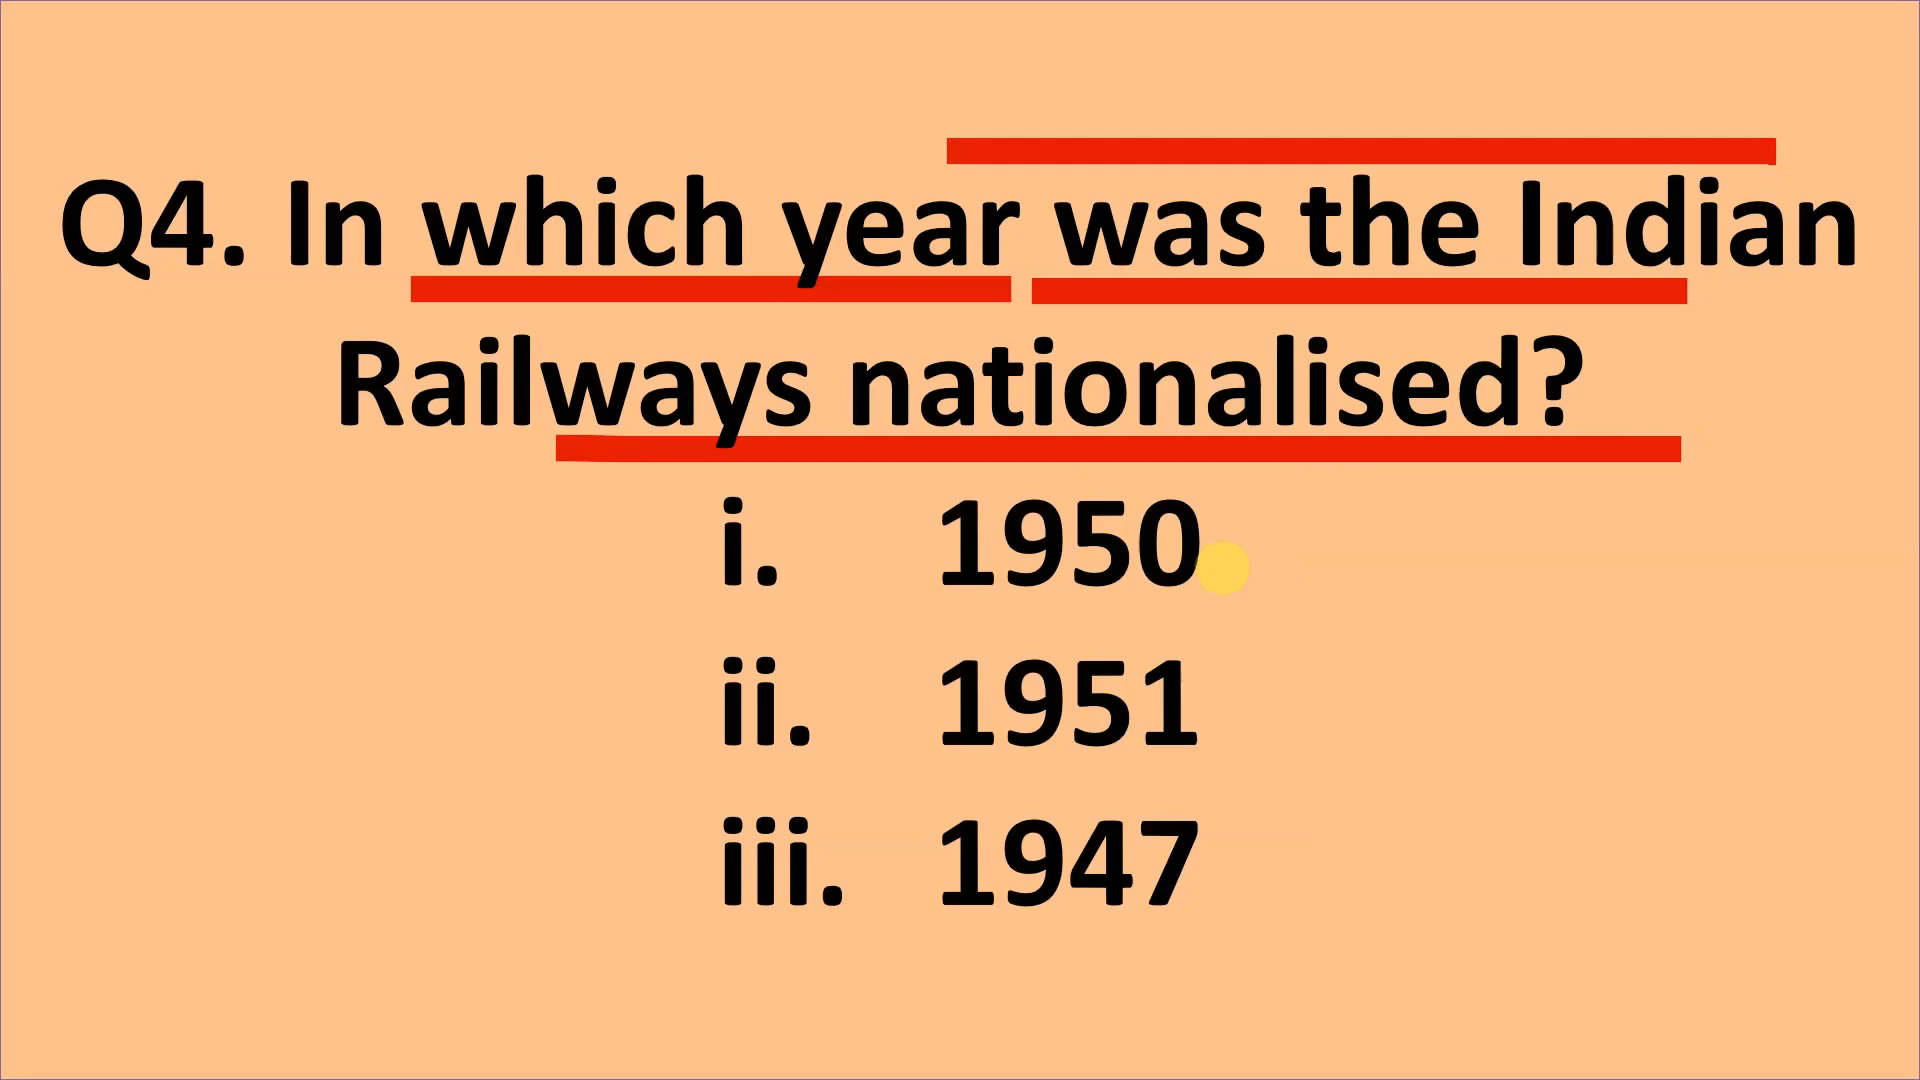 Q4. In which year was the Indian
Railways nationalised?
i. 1950
ii. 1951
iii. 1947